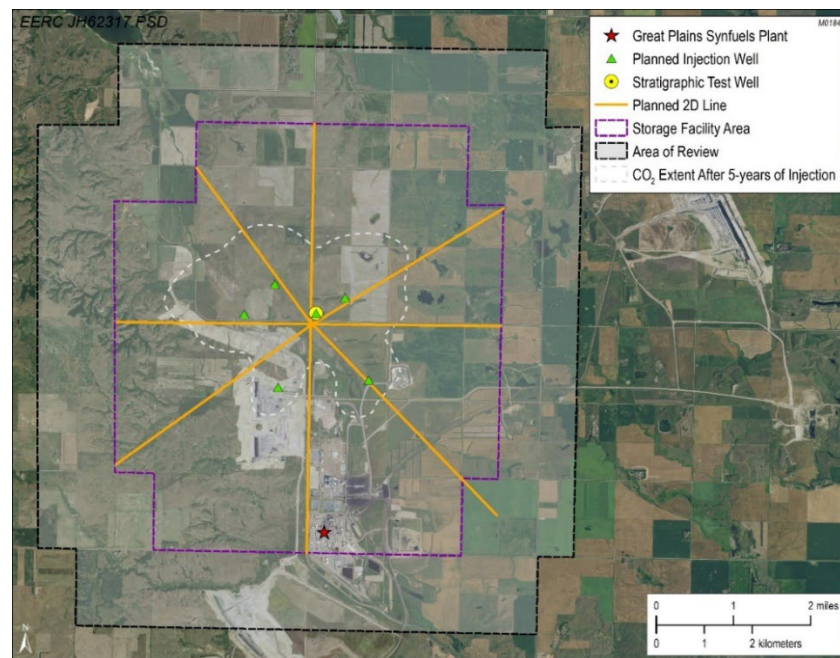 EERC JH62317.PSD
M0184
Great Plains Synfuels Plant
Planned Injection Well
Stratigraphic Test Well
Planned 2D Line
Storage Facility Area
Area of Review
CO₂ Extent After 5-years of Injection
N
0 1 2 miles
0 1 2 kilometers